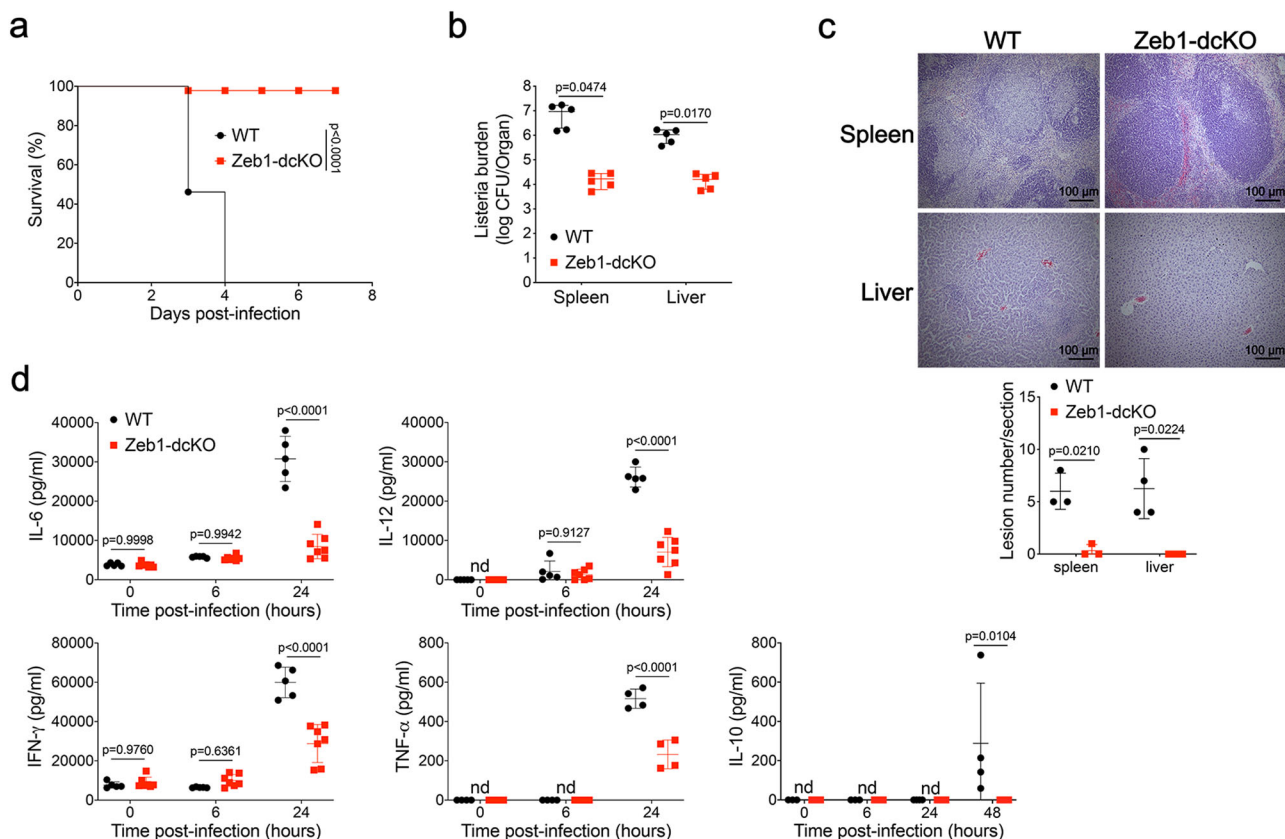 a
100
80
60
40
20
0
0 2 4 6 8
Survival (%)
Days post-infection
WT
Zeb1-dcKO
p<0.0001
b
8
7
6
5
4
3
2
1
0
Listeria burden
(log CFU/Organ)
p=0.0474
p=0.0170
WT
Zeb1-dcKO
Spleen Liver
c
WT Zeb1-dcKO
Spleen
100 µm 100 µm
Liver
100 µm 100 µm
WT
Zeb1-dcKO
15
10
5
0
Lesion number/section
p=0.0210
p=0.0224
spleen liver
d
WT
Zeb1-dcKO
40000
30000
20000
10000
0
IL-6 (pg/ml)
p=0.9998
p=0.9942
p<0.0001
0 6 24
Time post-infection (hours)
40000
30000
20000
10000
0
IL-12 (pg/ml)
nd
p=0.9127
p<0.0001
0 6 24
Time post-infection (hours)
80000
60000
40000
20000
0
IFN-γ (pg/ml)
p=0.9760
p=0.6361
p<0.0001
0 6 24
Time post-infection (hours)
800
600
400
200
0
TNF-α (pg/ml)
nd nd
p<0.0001
0 6 24
Time post-infection (hours)
800
600
400
200
0
IL-10 (pg/ml)
nd nd nd
p=0.0104
0 6 24 48
Time post-infection (hours)